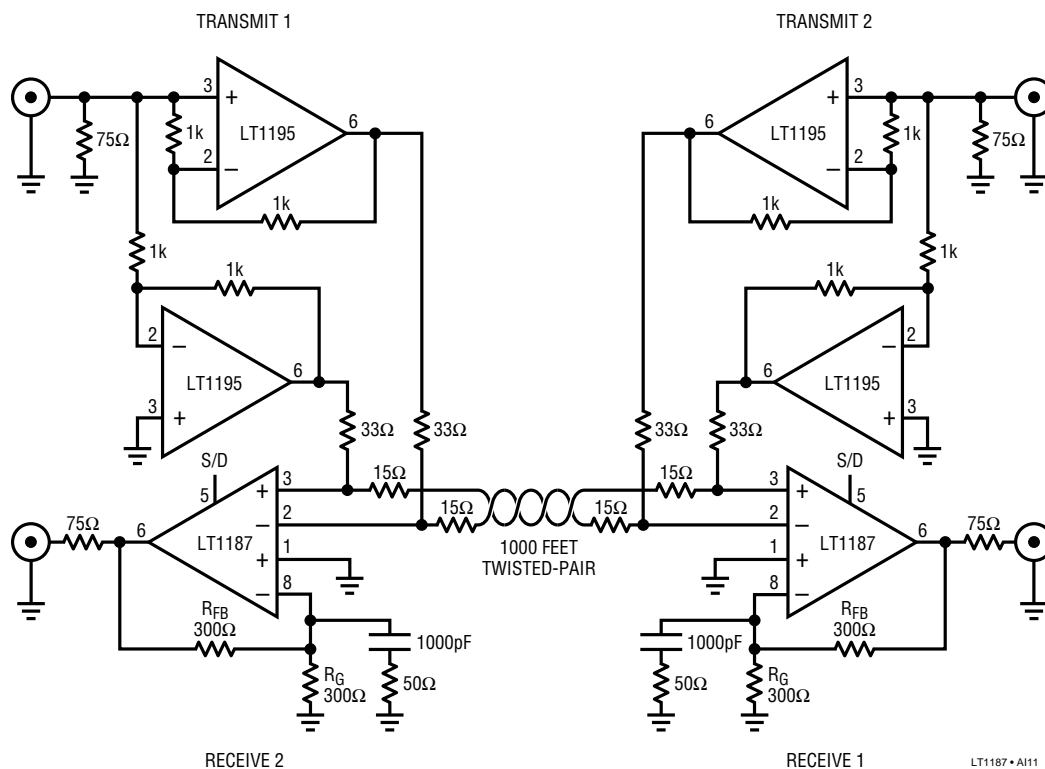 TRANSMIT 1
TRANSMIT 2
3
+
LT1195
6
2
−
75Ω
1k
1k
1k
1k
2
−
LT1195
6
3
+
33Ω
33Ω
3
+
LT1195
6
2
−
1k
75Ω
1k
1k
1k
2
−
LT1195
6
3
+
33Ω
33Ω
S/D
5
3
+
2
−
1
+
8
−
LT1187
6
75Ω
15Ω
15Ω
1000 FEET
TWISTED-PAIR
15Ω
15Ω
S/D
5
3
+
2
−
1
+
8
−
LT1187
6
75Ω
RFB
300Ω
RG
300Ω
1000pF
50Ω
1000pF
50Ω
RFB
300Ω
RG
300Ω
RECEIVE 2
RECEIVE 1
LT1187 • AI11